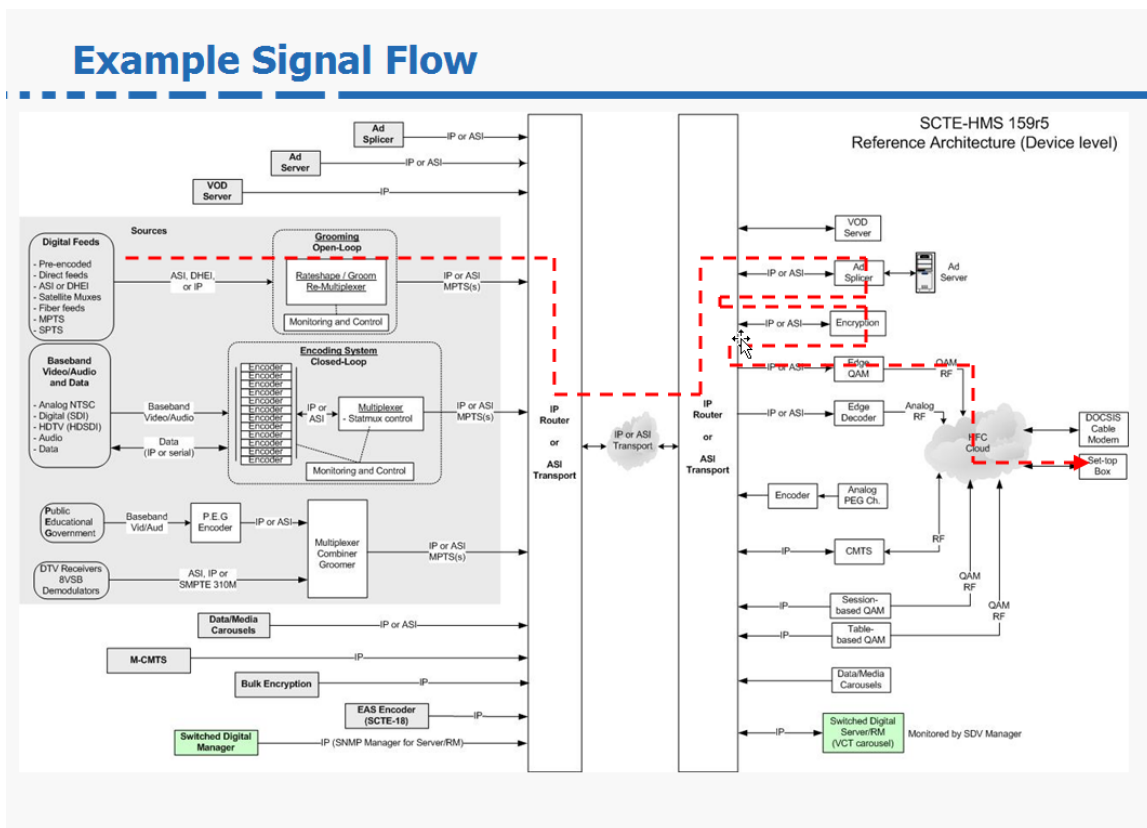 Example Signal Flow
SCTE-HMS 159r5
Reference Architecture (Device level)
Ad
Splicer
IP or ASI
Ad
Server
IP or ASI
VOD
Server
IP
Sources
Digital Feeds
- Pre-encoded
- Direct feeds
- ASI or DHEI
- Satellite Muxes
- Fiber feeds
- MPTS
- SPTS
ASI, DHEI,
or IP
Grooming
Open-Loop
Rateshape / Groom
Re-Multiplexer
Monitoring and Control
IP or ASI
MPTS(s)
Baseband
Video/Audio
and Data
- Analog NTSC
- Digital (SDI)
- HDTV (HDSDI)
- Audio
- Data
Baseband
Video/Audio
Data
(IP or serial)
Encoding System
Closed-Loop
Encoder
Encoder
Encoder
Encoder
Encoder
Encoder
Encoder
Encoder
Encoder
Encoder
Encoder
IP or
ASI
Multiplexer
- Statmux control
Monitoring and Control
IP or ASI
MPTS(s)
Public
Educational
Government
Baseband
Vid/Aud
P.E.G
Encoder
IP or ASI
Multiplexer
Combiner
Groomer
IP or ASI
MPTS(s)
DTV Receivers
8VSB
Demodulators
ASI, IP or
SMPTE 310M
Data/Media
Carousels
IP or ASI
M-CMTS
IP
Bulk Encryption
IP
EAS Encoder
(SCTE-18)
IP
Switched Digital
Manager
IP (SNMP Manager for Server/RM)
IP
Router
or
ASI
Transport
IP or ASI
Transport
IP
Router
or
ASI
Transport
VOD
Server
IP or ASI
Ad
Splicer
Ad
Server
IP or ASI
Encryption
IP or ASI
Edge
QAM
QAM
RF
IP or ASI
Edge
Decoder
Analog
RF
HFC
Cloud
DOCSIS
Cable
Modem
Set-top
Box
Encoder
Analog
PEG Ch.
IP
CMTS
RF
IP
Session-
based QAM
QAM
RF
IP
Table-
based QAM
QAM
RF
Data/Media
Carousels
IP
Switched Digital
Server/RM
(VCT carousel)
Monitored by SDV Manager